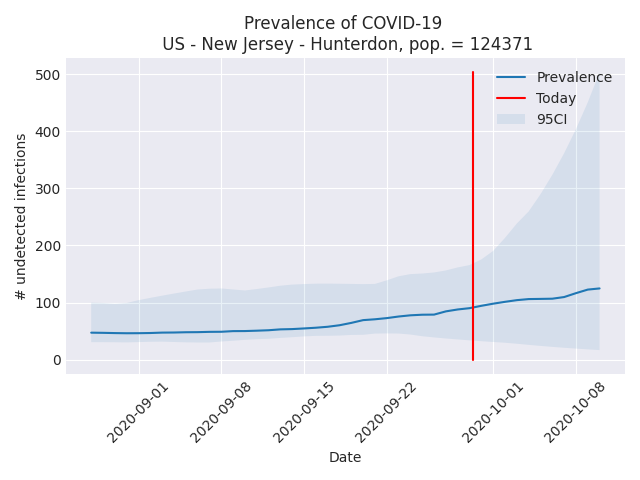 Prevalence of COVID-19
US - New Jersey - Hunterdon, pop. = 124371
Prevalence
Today
95CI
# undetected infections
500
400
300
200
100
0
2020-09-01
2020-09-08
2020-09-15
2020-09-22
2020-10-01
2020-10-08
Date